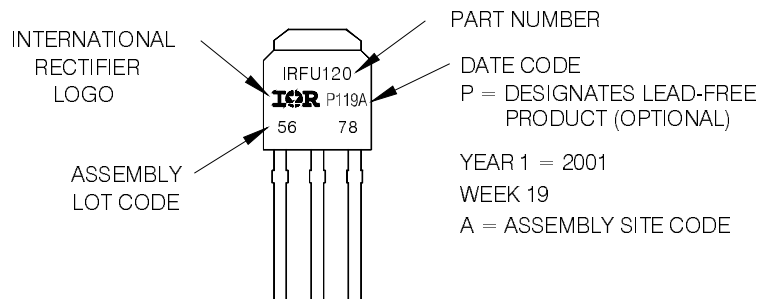 INTERNATIONAL
RECTIFIER
LOGO
ASSEMBLY
LOT CODE
IRFU120
IOR P119A
56 78
PART NUMBER
DATE CODE
P = DESIGNATES LEAD-FREE
PRODUCT (OPTIONAL)
YEAR 1 = 2001
WEEK 19
A = ASSEMBLY SITE CODE